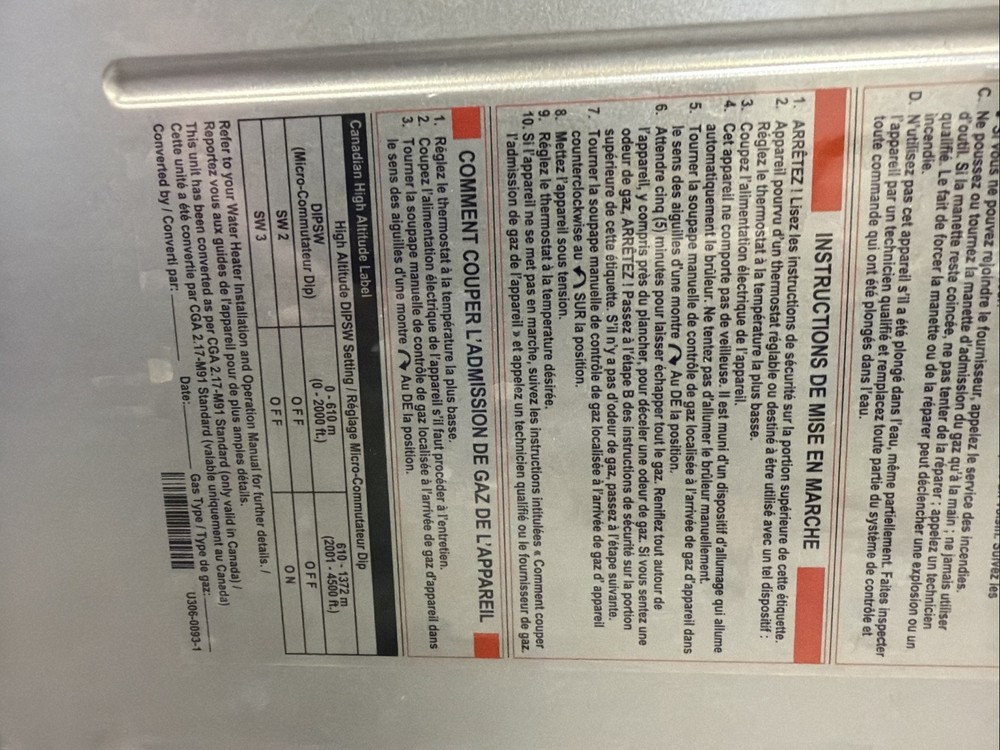 Si vous ne pouvez rejoindre le fournisseur, appelez le service des incendies.
C. Ne poussez ou tournez la manette d'admission du gaz qu'à la main ; ne jamais utiliser
d'outil. Si la manette reste coincée, ne pas tenter de la réparer ; appelez un technicien
qualifié. Le fait de forcer la manette ou de la réparer peut déclencher une explosion ou un
incendie.
D. N'utilisez pas cet appareil s'il a été plongé dans l'eau, même partiellement. Faites inspecter
l'appareil par un technicien qualifié et remplacez toute partie du système de contrôle et
toute commande qui ont été plongés dans l'eau.
INSTRUCTIONS DE MISE EN MARCHE
1. ARRÊTEZ! Lisez les instructions de sécurité sur la portion supérieure de cette étiquette.
2. Appareil pourvu d'un thermostat réglable ou destiné à être utilisé avec un tel dispositif :
Réglez le thermostat à la température la plus basse.
3. Coupez l'alimentation électrique de l'appareil.
4. Cet appareil ne comporte pas de veilleuse. Il est muni d'un dispositif d'allumage qui allume
automatiquement le brûleur. Ne tentez pas d'allumer le brûleur manuellement.
5. Tourner la soupape manuelle de contrôle de gaz localisée à l'arrivée de gaz d'appareil dans
le sens des aiguilles d'une montre ↷ Au DE la position.
6. Attendre cinq (5) minutes pour laisser échapper tout le gaz. Reniflez tout autour de
l'appareil, y compris près du plancher, pour déceler une odeur de gaz. Si vous sentez une
odeur de gaz, ARRÊTEZ ! Passez à l'étape B des instructions de sécurité sur la portion
supérieure de cette étiquette. S'il n'y a pas d'odeur de gaz, passez à l'étape suivante.
7. Tourner la soupape manuelle de contrôle de gaz localisée à l'arrivée de gaz d' appareil
counterclockwise au ↶ SUR la position.
8. Mettez l'appareil sous tension.
9. Réglez le thermostat à la température désirée.
10. Si l'appareil ne se met pas en marche, suivez les instructions intitulées « Comment couper
l'admission de gaz de l'appareil » et appelez un technicien qualifié ou le fournisseur de gaz.
COMMENT COUPER L'ADMISSION DE GAZ DE L'APPAREIL
1. Réglez le thermostat à la température la plus basse.
2. Coupez l'alimentation électrique de l'appareil s'il faut procéder à l'entretien.
3. Tourner la soupape manuelle de contrôle de gaz localisée à l'arrivée de gaz d'appareil dans
le sens des aiguilles d'une montre ↷ Au DE la position.
Canadian High Altitude Label
High Altitude DIPSW Setting / Réglage Micro-Commutateur Dip
DIPSW (Micro-Commutateur Dip) 0 - 610 m (0 - 2000 ft.) 610 - 1372 m (2001 - 4500 ft.)
SW 2 OFF OFF
SW 3 OFF ON
Refer to your Water Heater Installation and Operation Manual for further details. /
Reportez vous aux guides de l'appareil pour de plus amples détails.
This unit has been converted as per CGA 2.17-M91 Standard (only valid in Canada) /
Cette unité a été convertie par CGA 2.17-M91 Standard (valable uniquement au Canada)
Converted by / Converti par: Date: Gas Type / Type de gaz:
U306-0093-1